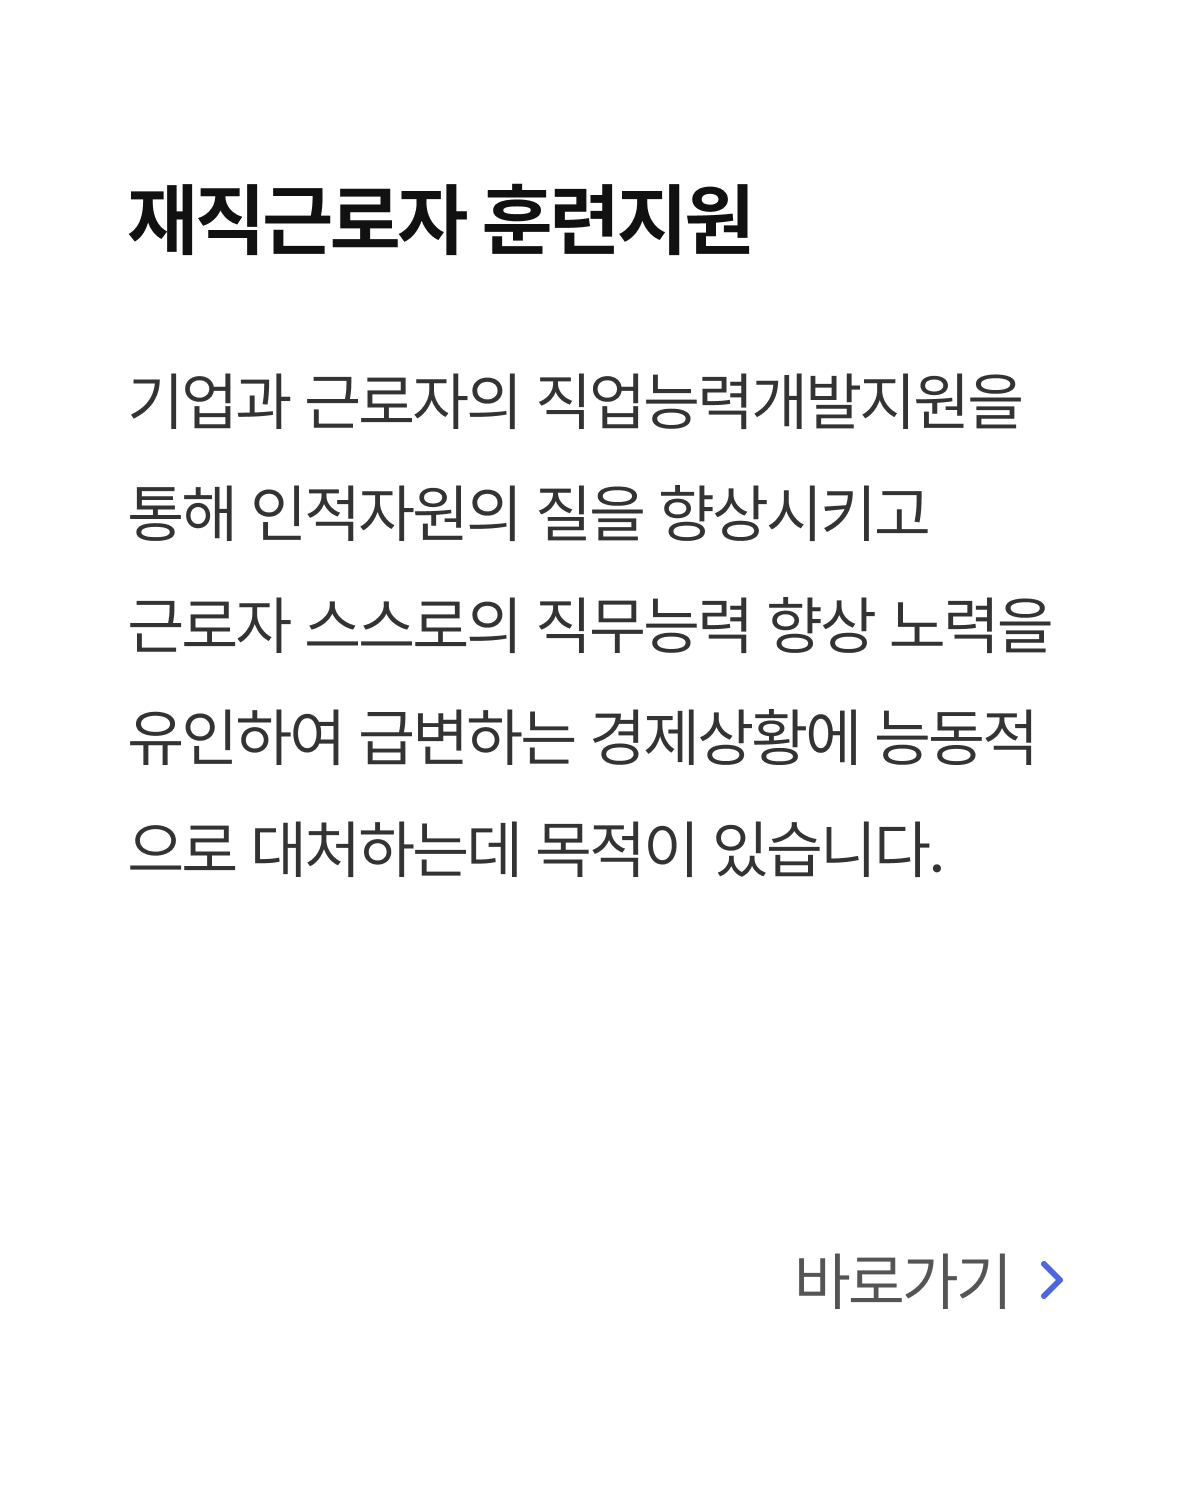 재직근로자 훈련지원
기업과 근로자의 직업능력개발지원을
통해 인적자원의 질을 향상시키고
근로자 스스로의 직무능력 향상 노력을
유인하여 급변하는 경제상황에 능동적
으로 대처하는데 목적이 있습니다.
바로가기